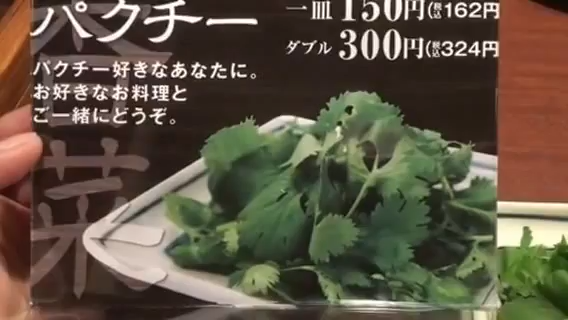 パクチー
一皿150円(税込162円
ダブル300円(税込324円
パクチー好きなあなたに。
お好きなお料理と
ご一緒にどうぞ。
香菜